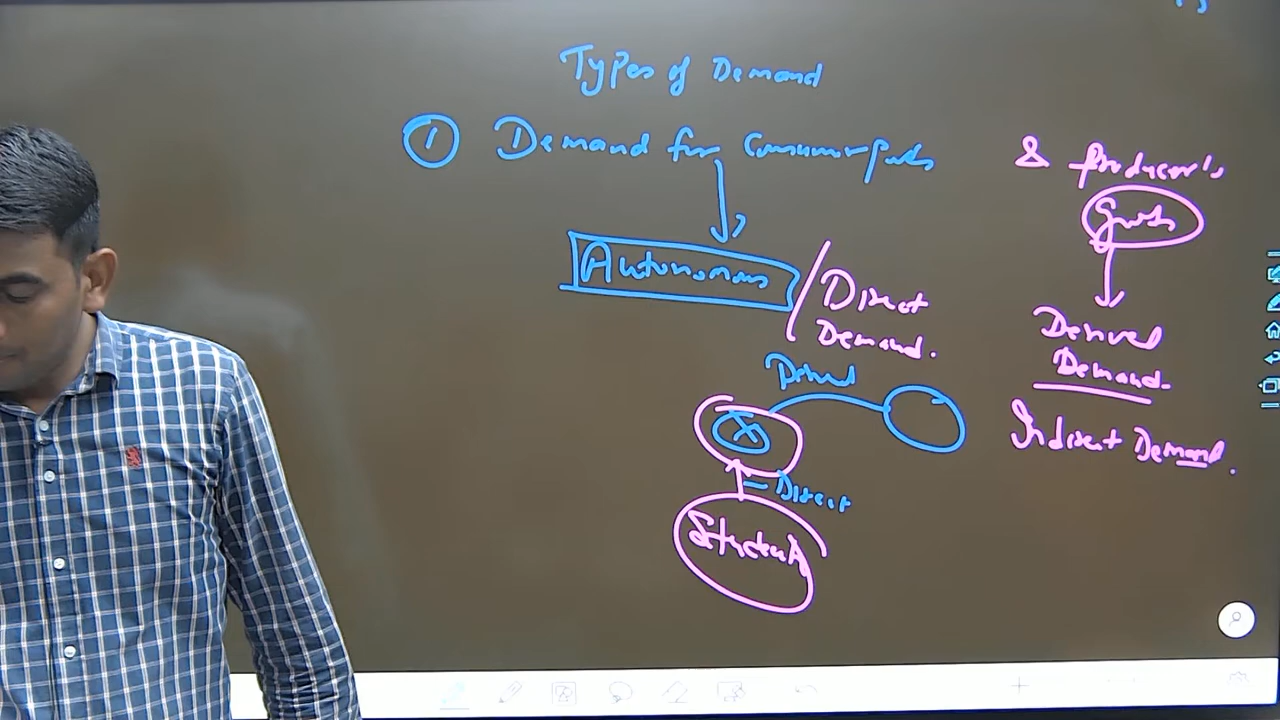 Types of Demand
① Demand for Consumer goods & Producer's
goods
Autonomous / Direct
Demand.
Derived
Demand.
Indirect Demand.
Derived
X
Direct
Student